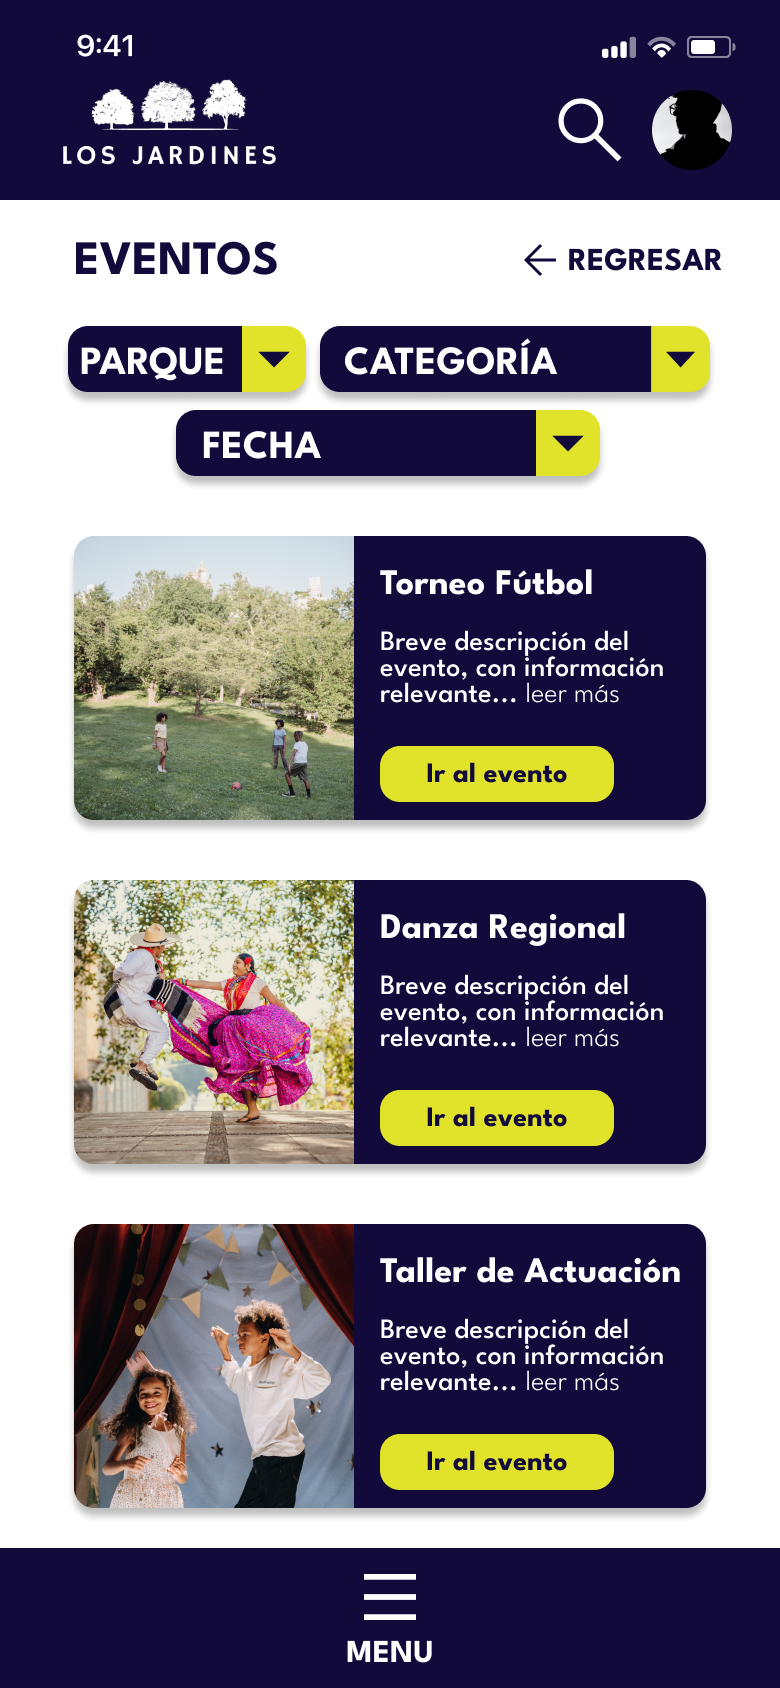 9:41
LOS JARDINES
EVENTOS
REGRESAR
PARQUE
CATEGORÍA
FECHA
Torneo Fútbol
Breve descripción del
evento, con información
relevante... leer más
Ir al evento
Danza Regional
Breve descripción del
evento, con información
relevante... leer más
Ir al evento
Taller de Actuación
Breve descripción del
evento, con información
relevante... leer más
Ir al evento
MENU